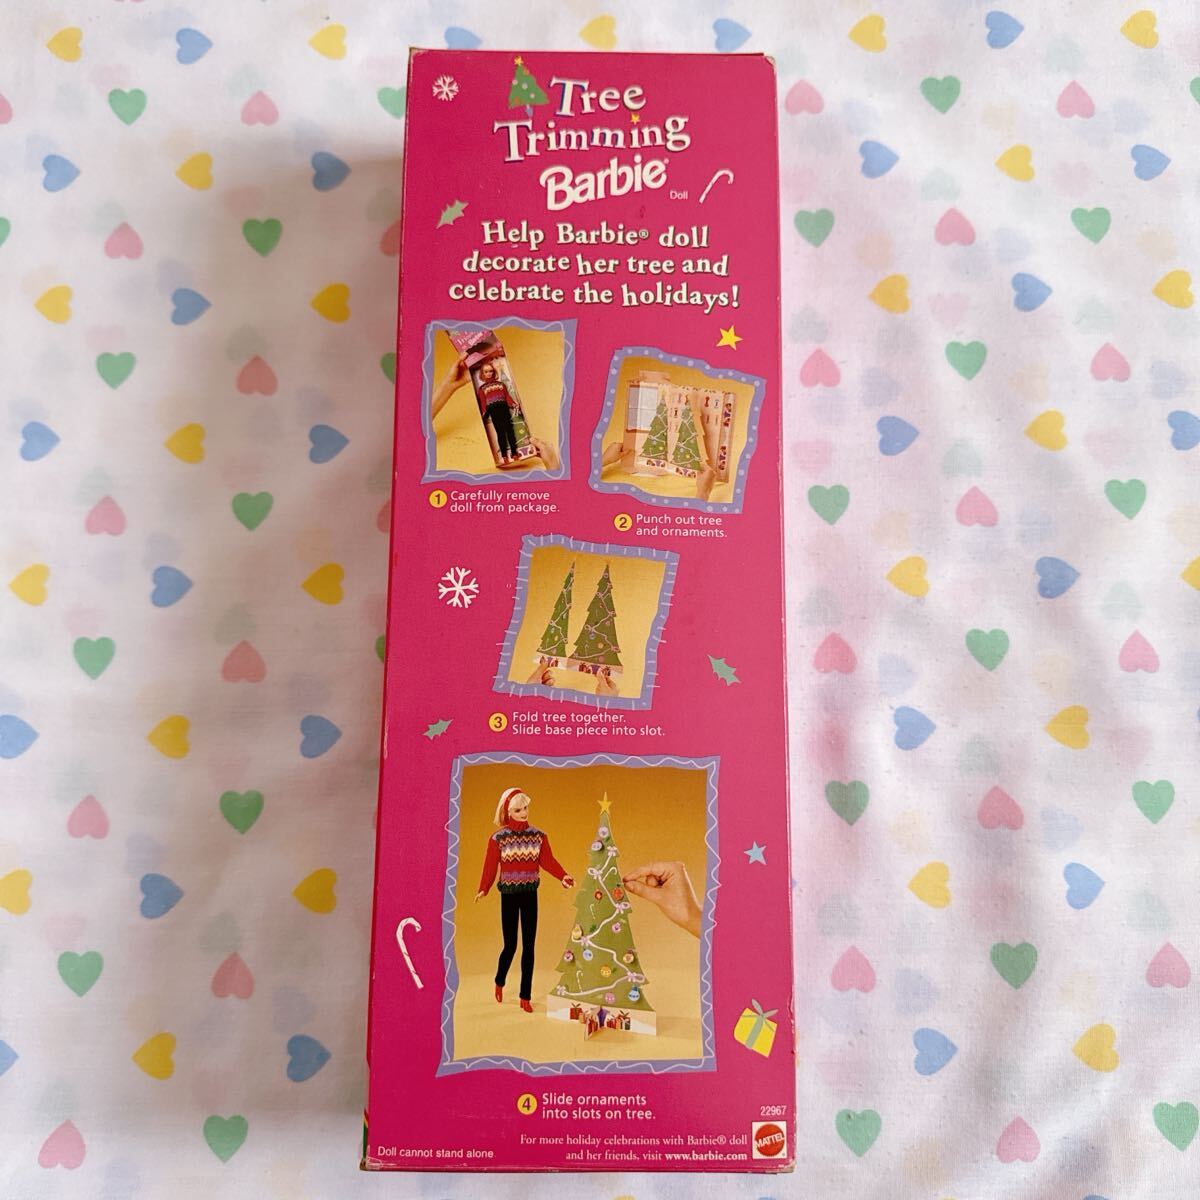 Tree
Trimming
Barbie®
Doll
Help Barbie® doll
decorate her tree and
celebrate the holidays!
1 Carefully remove
doll from package.
2 Punch out tree
and ornaments.
3 Fold tree together.
Slide base piece into slot.
4 Slide ornaments
into slots on tree.
22967
For more holiday celebrations with Barbie® doll
and her friends, visit www.barbie.com
MATTEL
Doll cannot stand alone.